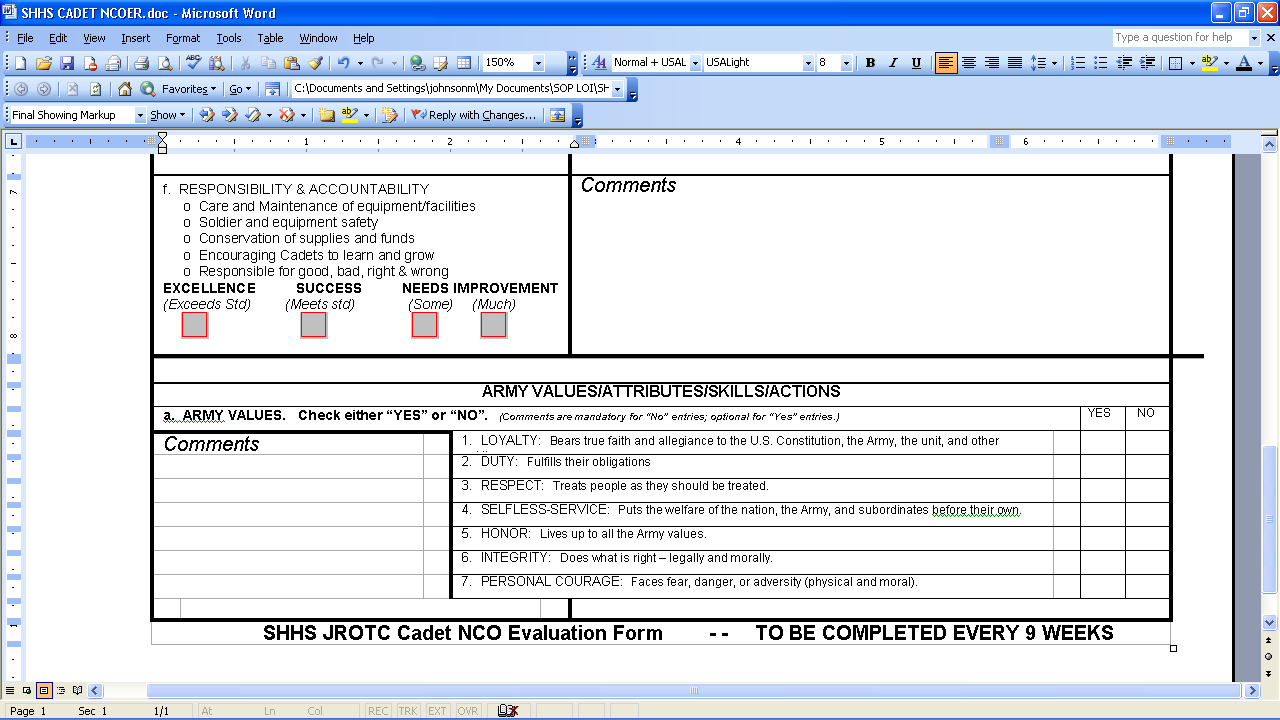 SHHS CADET NCOER.doc - Microsoft Word
File Edit View Insert Format Tools Table Window Help Type a question for help
150% Normal + USAL USALight 8 B I U
Favorites Go C:\Documents and Settings\johnsonm\My Documents\SOP LOI\SH
Final Showing Markup Show Reply with Changes...
1 2 4 5 6
f. RESPONSIBILITY & ACCOUNTABILITY
o Care and Maintenance of equipment/facilities
o Soldier and equipment safety
o Conservation of supplies and funds
o Encouraging Cadets to learn and grow
o Responsible for good, bad, right & wrong
EXCELLENCE SUCCESS NEEDS IMPROVEMENT
(Exceeds Std) (Meets std) (Some) (Much)
Comments
ARMY VALUES/ATTRIBUTES/SKILLS/ACTIONS
a. ARMY VALUES. Check either “YES” or “NO”. (Comments are mandatory for “No” entries; optional for “Yes” entries.) YES NO
Comments
1. LOYALTY: Bears true faith and allegiance to the U.S. Constitution, the Army, the unit, and other
2. DUTY: Fulfills their obligations
3. RESPECT: Treats people as they should be treated.
4. SELFLESS-SERVICE: Puts the welfare of the nation, the Army, and subordinates before their own.
5. HONOR: Lives up to all the Army values.
6. INTEGRITY: Does what is right – legally and morally.
7. PERSONAL COURAGE: Faces fear, danger, or adversity (physical and moral).
SHHS JROTC Cadet NCO Evaluation Form - - TO BE COMPLETED EVERY 9 WEEKS
Page 1 Sec 1 1/1 At Ln Col REC TRK EXT OVR